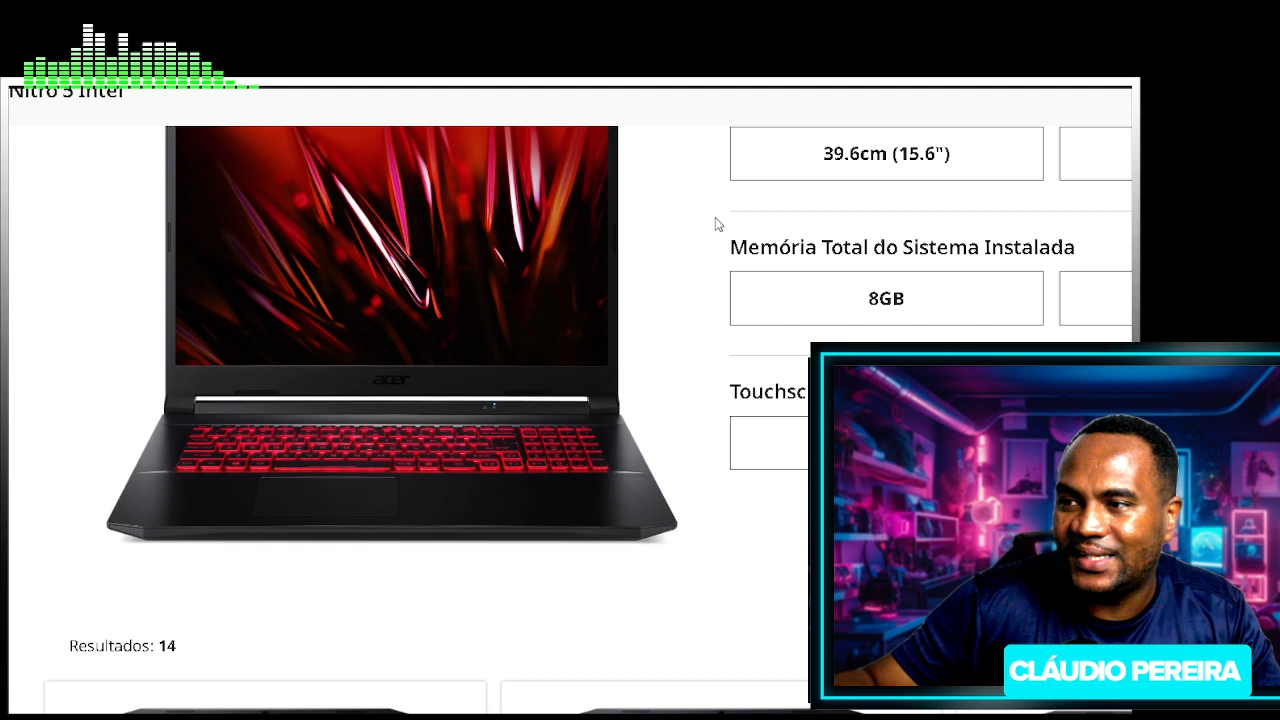 Nitro 5 Intel
39.6cm (15.6")
Memória Total do Sistema Instalada
8GB
acer
Touchsc
Resultados: 14
CLÁUDIO PEREIRA